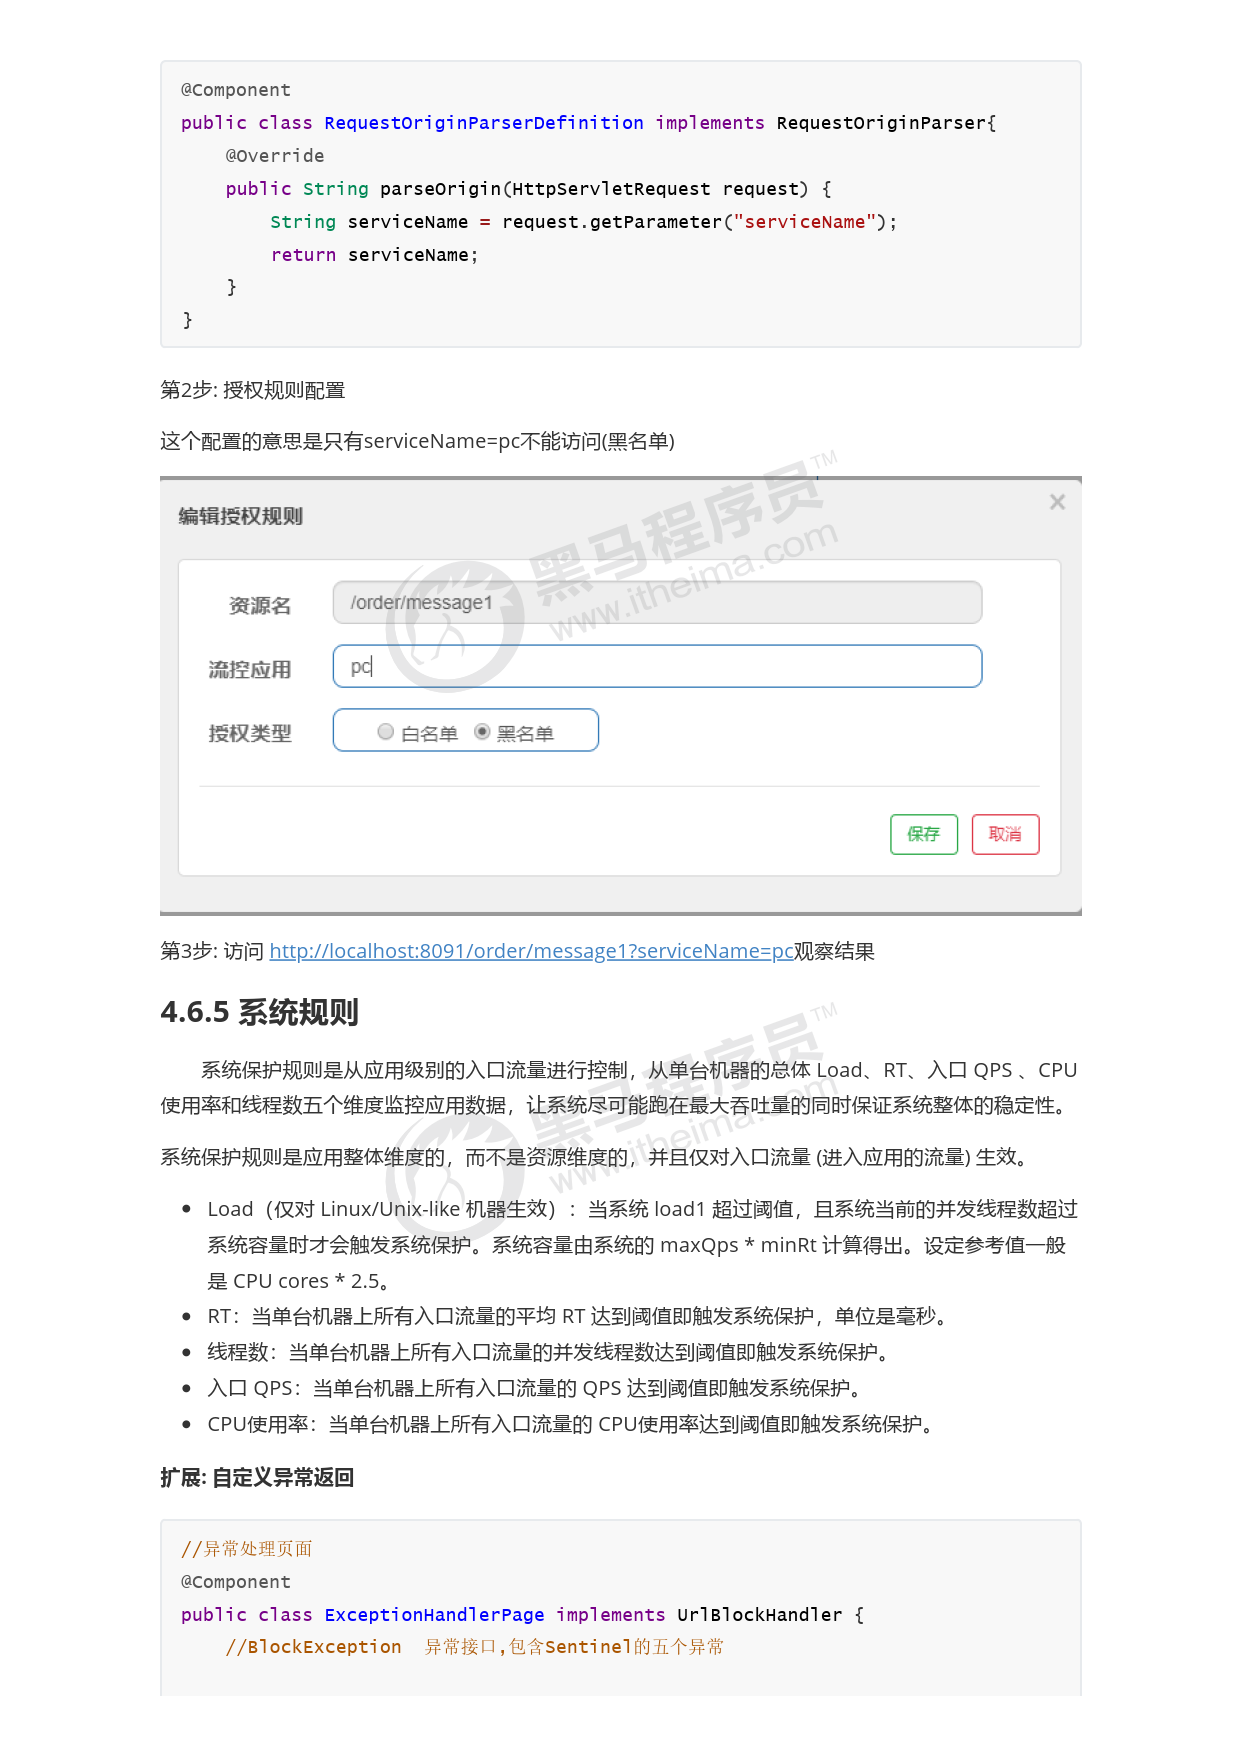 @Component
public class RequestOriginParserDefinition implements RequestOriginParser{
    @Override
    public String parseOrigin(HttpServletRequest request) {
        String serviceName = request.getParameter("serviceName");
        return serviceName;
    }
}
第2步: 授权规则配置
这个配置的意思是只有serviceName=pc不能访问(黑名单)
编辑授权规则 ×
资源名 /order/message1
流控应用 pc
授权类型 白名单 黑名单
保存 取消
黑马程序员™
www.itheima.com
第3步: 访问 http://localhost:8091/order/message1?serviceName=pc观察结果
4.6.5 系统规则
系统保护规则是从应用级别的入口流量进行控制，从单台机器的总体 Load、RT、入口 QPS 、CPU
使用率和线程数五个维度监控应用数据，让系统尽可能跑在最大吞吐量的同时保证系统整体的稳定性。
系统保护规则是应用整体维度的，而不是资源维度的，并且仅对入口流量 (进入应用的流量) 生效。
黑马程序员™
www.itheima.com
• Load（仅对 Linux/Unix-like 机器生效）：当系统 load1 超过阈值，且系统当前的并发线程数超过
系统容量时才会触发系统保护。系统容量由系统的 maxQps * minRt 计算得出。设定参考值一般
是 CPU cores * 2.5。
• RT：当单台机器上所有入口流量的平均 RT 达到阈值即触发系统保护，单位是毫秒。
• 线程数：当单台机器上所有入口流量的并发线程数达到阈值即触发系统保护。
• 入口 QPS：当单台机器上所有入口流量的 QPS 达到阈值即触发系统保护。
• CPU使用率：当单台机器上所有入口流量的 CPU使用率达到阈值即触发系统保护。
扩展: 自定义异常返回
//异常处理页面
@Component
public class ExceptionHandlerPage implements UrlBlockHandler {
    //BlockException  异常接口,包含Sentinel的五个异常